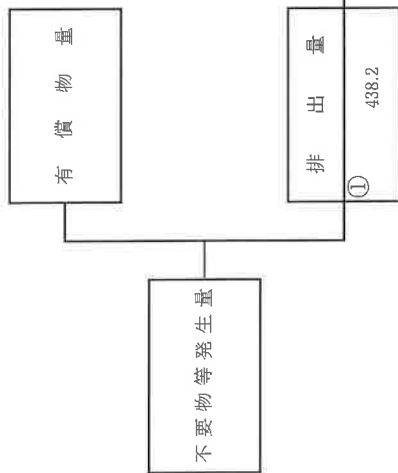 不要物等発生量
有償物量
排出量
①
438.2